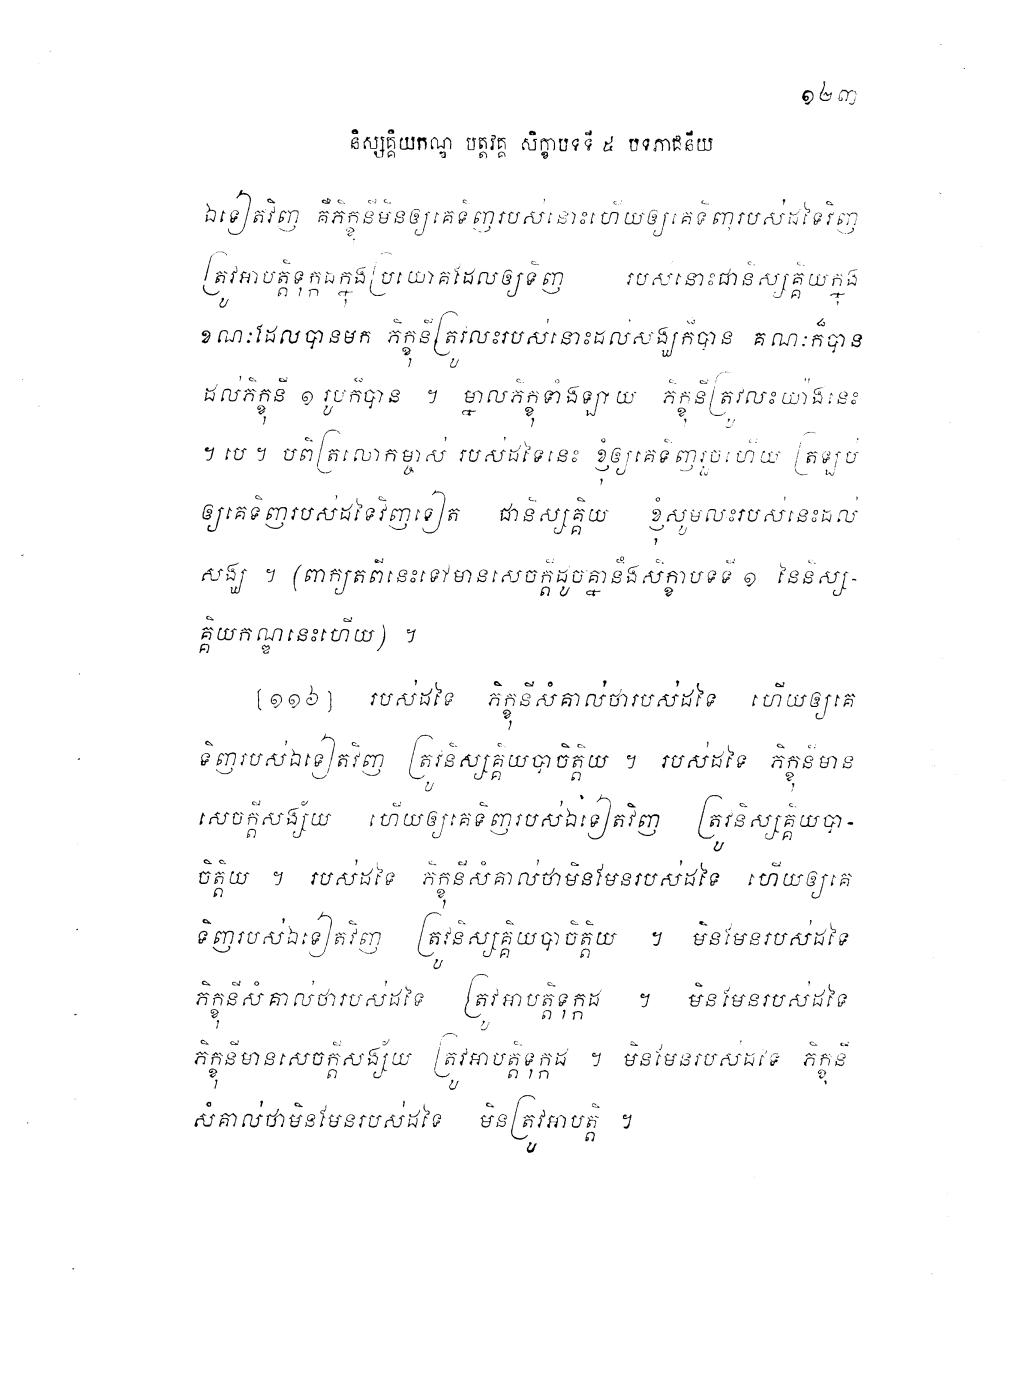 ១២៣
និស្សគ្គិយកណ្ឌ បត្តវគ្គ សិក្ខាបទទី ៥ បទភាជនីយ
ឯទៀតវិញ គឺភិក្ខុនីមិនឲ្យគេទិញរបស់នោះហើយឲ្យគេទិញរបស់ដទៃវិញ
ត្រូវអាបត្តិទុក្កដក្នុងប្រយោគដែលឲ្យទិញ របស់នោះជានិស្សគ្គិយក្នុង
ខណៈដែលបានមក ភិក្ខុនីត្រូវលះរបស់នោះដល់សង្ឃក៏បាន គណៈក៏បាន
ដល់ភិក្ខុនី ១ រូបក៏បាន ។ ម្នាលភិក្ខុទាំងឡាយ ភិក្ខុនីត្រូវលះយ៉ាងនេះ
។ បេ ។ បពិត្រលោកម្ចាស់ របស់ដទៃនេះ ខ្ញុំឲ្យគេទិញរួចហើយ ត្រឡប់
ឲ្យគេទិញរបស់ដទៃវិញទៀត ជានិស្សគ្គិយ ខ្ញុំសូមលះរបស់នេះដល់
សង្ឃ ។ (ពាក្យតពីនេះទៅមានសេចក្តីដូចគ្នានឹងសិក្ខាបទទី ១ នៃនិស្ស-
គ្គិយកណ្ឌនេះហើយ) ។
[១១៦] របស់ដទៃ ភិក្ខុនីសំគាល់ថារបស់ដទៃ ហើយឲ្យគេ
ទិញរបស់ឯទៀតវិញ ត្រូវនិស្សគ្គិយបាចិត្តិយ ។ របស់ដទៃ ភិក្ខុនីមាន
សេចក្តីសង្ស័យ ហើយឲ្យគេទិញរបស់ឯទៀតវិញ ត្រូវនិស្សគ្គិយបា-
ចិត្តិយ ។ របស់ដទៃ ភិក្ខុនីសំគាល់ថាមិនមែនរបស់ដទៃ ហើយឲ្យគេ
ទិញរបស់ឯទៀតវិញ ត្រូវនិស្សគ្គិយបាចិត្តិយ ។ មិនមែនរបស់ដទៃ
ភិក្ខុនីសំគាល់ថារបស់ដទៃ ត្រូវអាបត្តិទុក្កដ ។ មិនមែនរបស់ដទៃ
ភិក្ខុនីមានសេចក្តីសង្ស័យ ត្រូវអាបត្តិទុក្កដ ។ មិនមែនរបស់ដទៃ ភិក្ខុនី
សំគាល់ថាមិនមែនរបស់ដទៃ មិនត្រូវអាបត្តិ ។